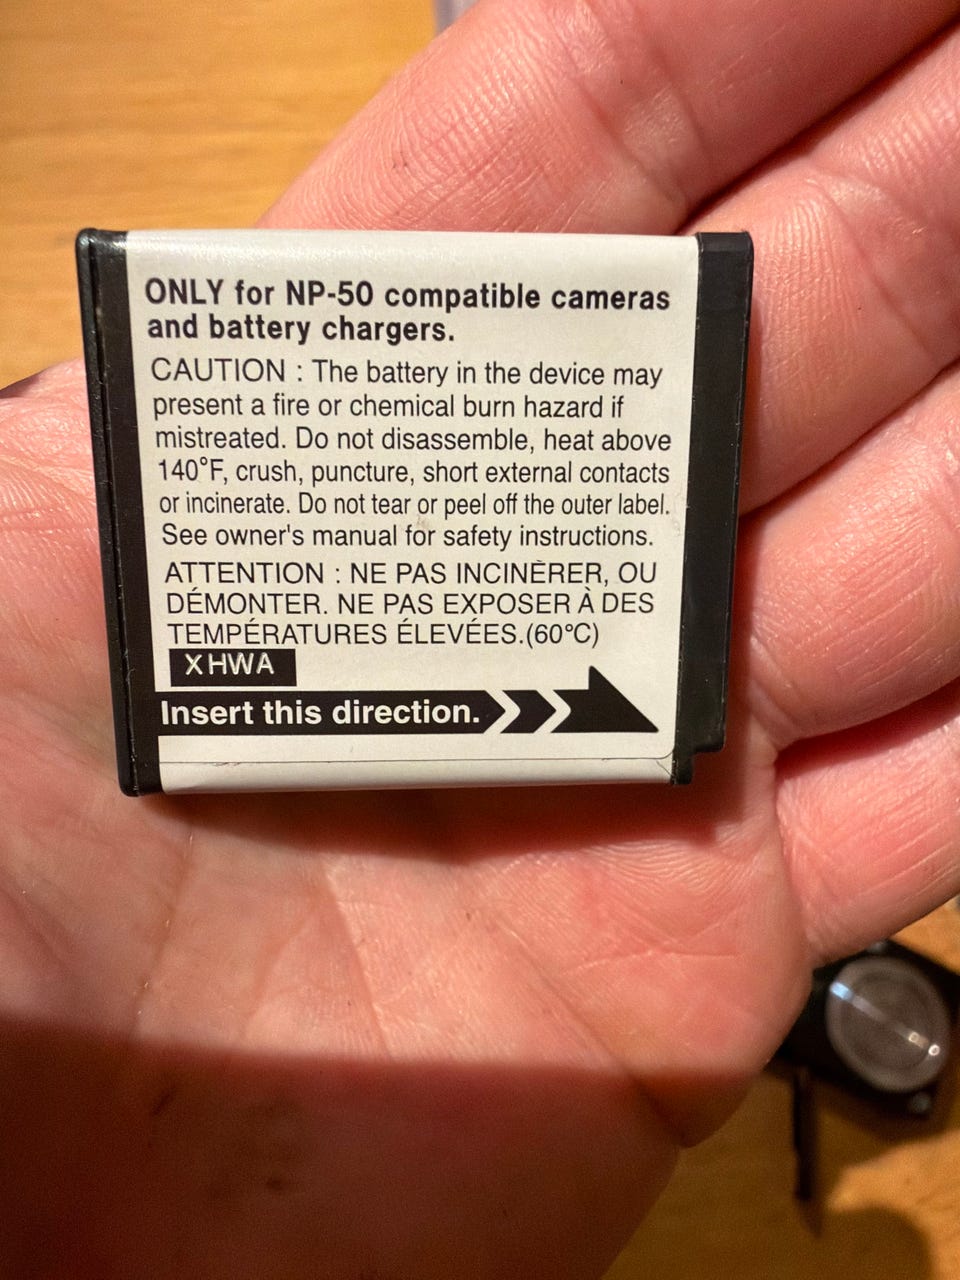 ONLY for NP-50 compatible cameras
and battery chargers.
CAUTION : The battery in the device may
present a fire or chemical burn hazard if
mistreated. Do not disassemble, heat above
140°F, crush, puncture, short external contacts
or incinerate. Do not tear or peel off the outer label.
See owner's manual for safety instructions.
ATTENTION : NE PAS INCINÈRER, OU
DÉMONTER. NE PAS EXPOSER À DES
TEMPÉRATURES ÉLEVÉES.(60°C)
XHWA
Insert this direction.